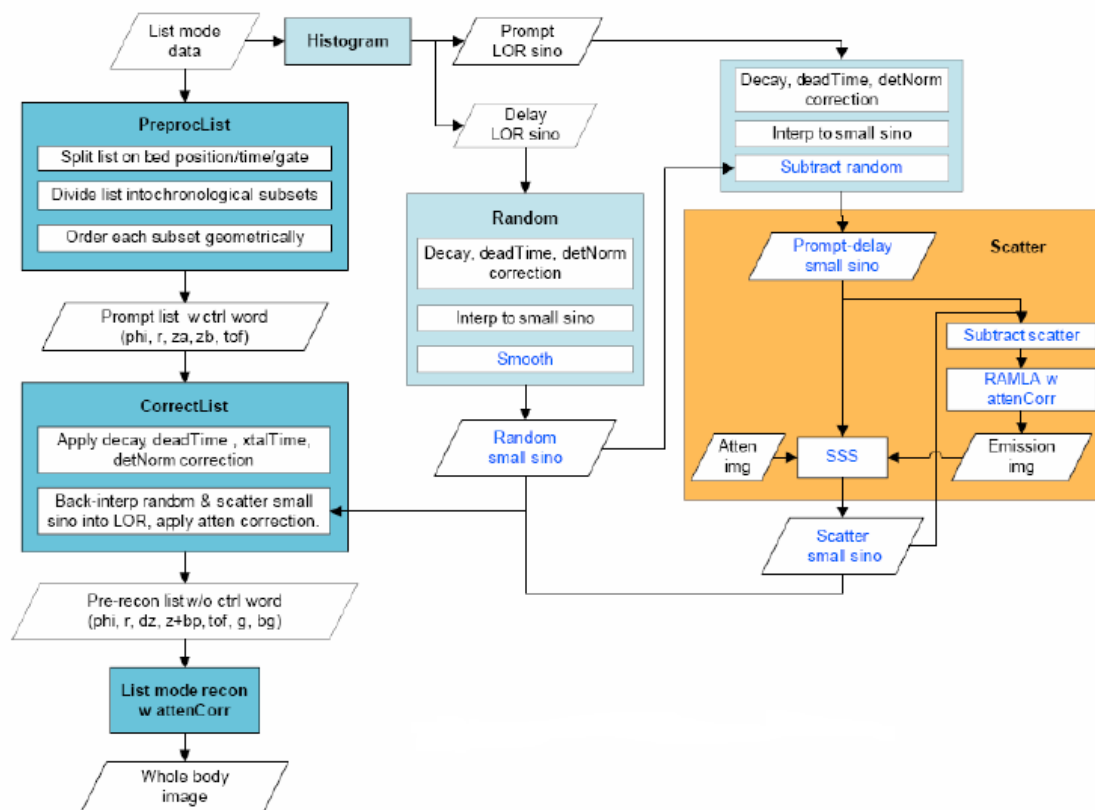 List mode
data
Histogram
Prompt
LOR sino
Delay
LOR sino
PreprocList
Split list on bed position/time/gate
Divide list intochronological subsets
Order each subset geometrically
Prompt list w ctrl word
(phi, r, za, zb, tof)
CorrectList
Apply decay, deadTime , xtalTime,
detNorm correction
Back-interp random & scatter small
sino into LOR, apply atten correction.
Pre-recon list w/o ctrl word
(phi, r, dz, z+bp, tof, g, bg)
List mode recon
w attenCorr
Whole body
image
Random
Decay, deadTime, detNorm
correction
Interp to small sino
Smooth
Random
small sino
Decay, deadTime, detNorm
correction
Interp to small sino
Subtract random
Scatter
Prompt-delay
small sino
Subtract scatter
RAMLA w
attenCorr
Atten
img
SSS
Emission
img
Scatter
small sino